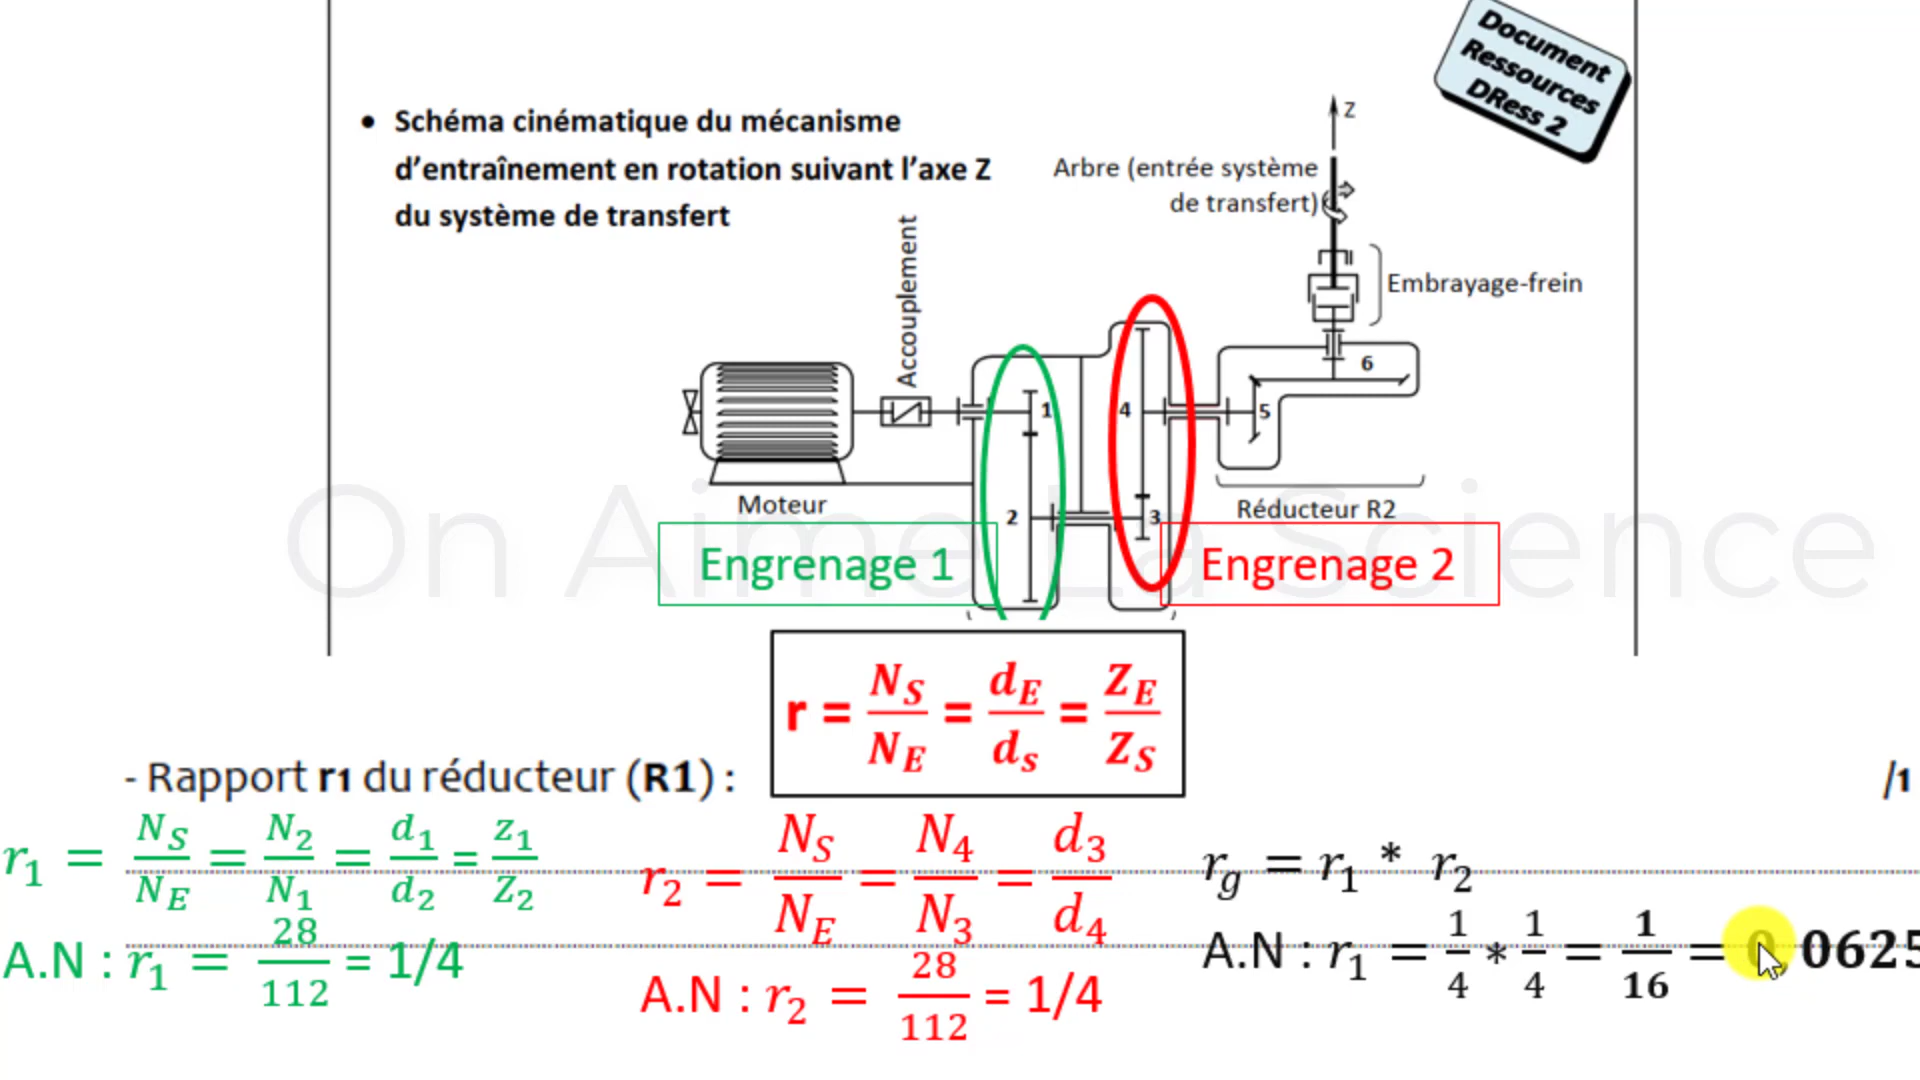 Document
Ressources
DRess 2
• Schéma cinématique du mécanisme
d'entraînement en rotation suivant l'axe Z
du système de transfert
Z
Arbre (entrée système
de transfert)
Accouplement
Embrayage-frein
6
1
4
5
Moteur
2
3
Réducteur R2
On Aime La Science
Engrenage 1
Engrenage 2
r = N_S/N_E = d_E/d_s = Z_E/Z_S
- Rapport r1 du réducteur (R1) :
/1
r_1 = N_S/N_E = N_2/N_1 = d_1/d_2 = z_1/Z_2
A.N : r_1 = 28/112 = 1/4
r_2 = N_S/N_E = N_4/N_3 = d_3/d_4
A.N : r_2 = 28/112 = 1/4
r_g = r_1 * r_2
A.N : r_1 = 1/4 * 1/4 = 1/16 = 0,0625